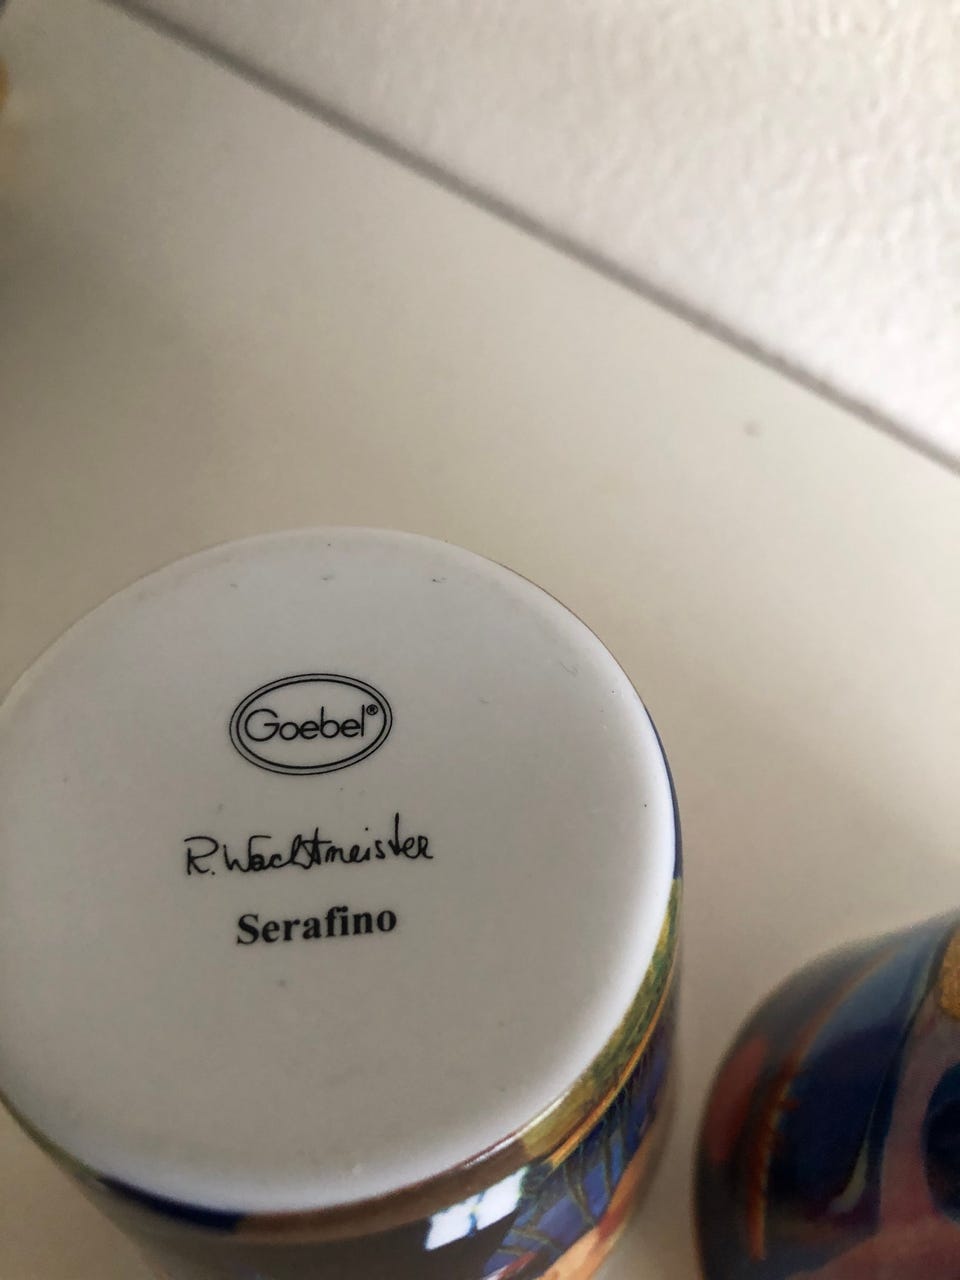 Goebel®
R. Wachtmeister
Serafino